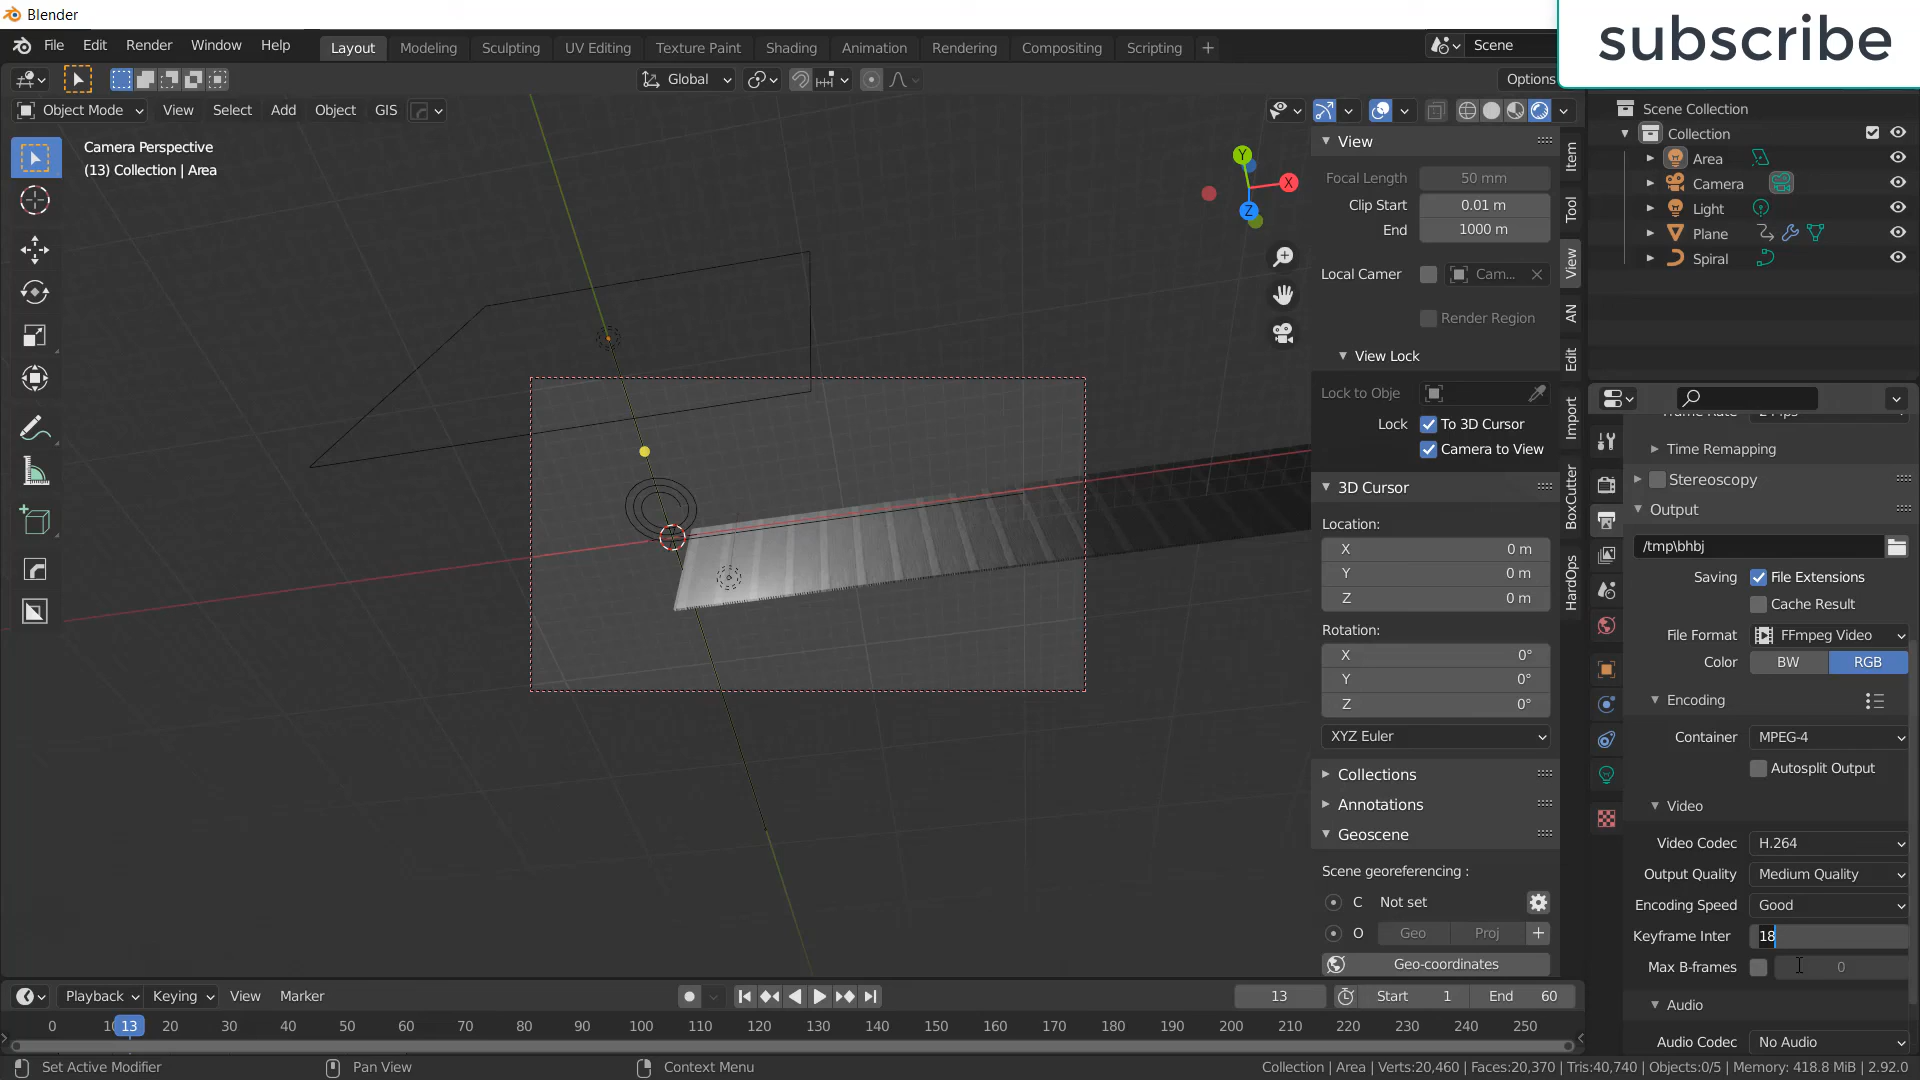 Blender
subscribe
File Edit Render Window Help Layout Modeling Sculpting UV Editing Texture Paint Shading Animation Rendering Compositing Scripting + Scene
Global Options
Object Mode View Select Add Object GIS
Camera Perspective
(13) Collection | Area
Y
X
Z
View
Focal Length 50 mm
Clip Start 0.01 m
End 1000 m
Local Camer Cam...
Render Region
View Lock
Lock to Obje
Lock To 3D Cursor
Camera to View
3D Cursor
Location:
X 0 m
Y 0 m
Z 0 m
Rotation:
X 0°
Y 0°
Z 0°
XYZ Euler
Collections
Annotations
Geoscene
Scene georeferencing :
C Not set
O Geo Proj +
Geo-coordinates
Item
Tool
View
AN
Edit
Import
BoxCutter
HardOps
Scene Collection
Collection
Area
Camera
Light
Plane
Spiral
Time Remapping
Stereoscopy
Output
/tmp\bhbj
Saving File Extensions
Cache Result
File Format FFmpeg Video
Color BW RGB
Encoding
Container MPEG-4
Autosplit Output
Video
Video Codec H.264
Output Quality Medium Quality
Encoding Speed Good
Keyframe Inter 18
Max B-frames 0
Audio
Audio Codec No Audio
Playback Keying View Marker 13 Start 1 End 60
0 10 13 20 30 40 50 60 70 80 90 100 110 120 130 140 150 160 170 180 190 200 210 220 230 240 250
Set Active Modifier Pan View Context Menu Collection | Area | Verts:20,460 | Faces:20,370 | Tris:40,740 | Objects:0/5 | Memory: 418.8 MiB | 2.92.0